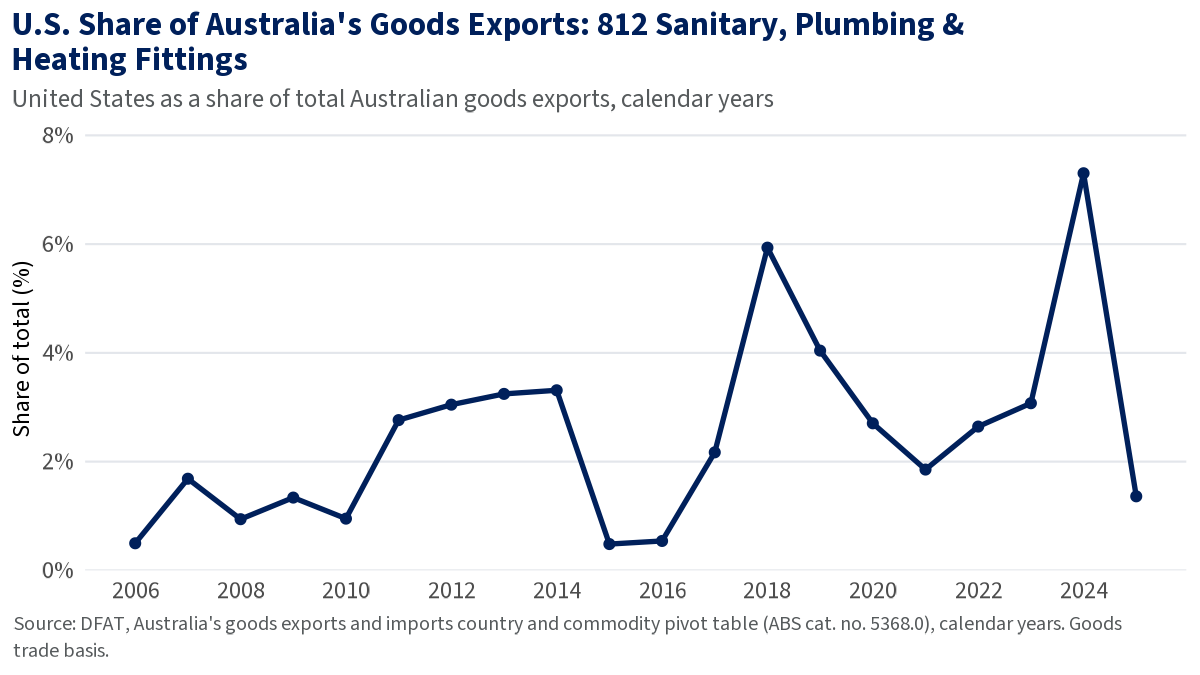 U.S. Share of Australia's Goods Exports: 812 Sanitary, Plumbing &
Heating Fittings
United States as a share of total Australian goods exports, calendar years
8%
6%
4%
2%
0%
Share of total (%)
2006 2008 2010 2012 2014 2016 2018 2020 2022 2024
Source: DFAT, Australia's goods exports and imports country and commodity pivot table (ABS cat. no. 5368.0), calendar years. Goods
trade basis.